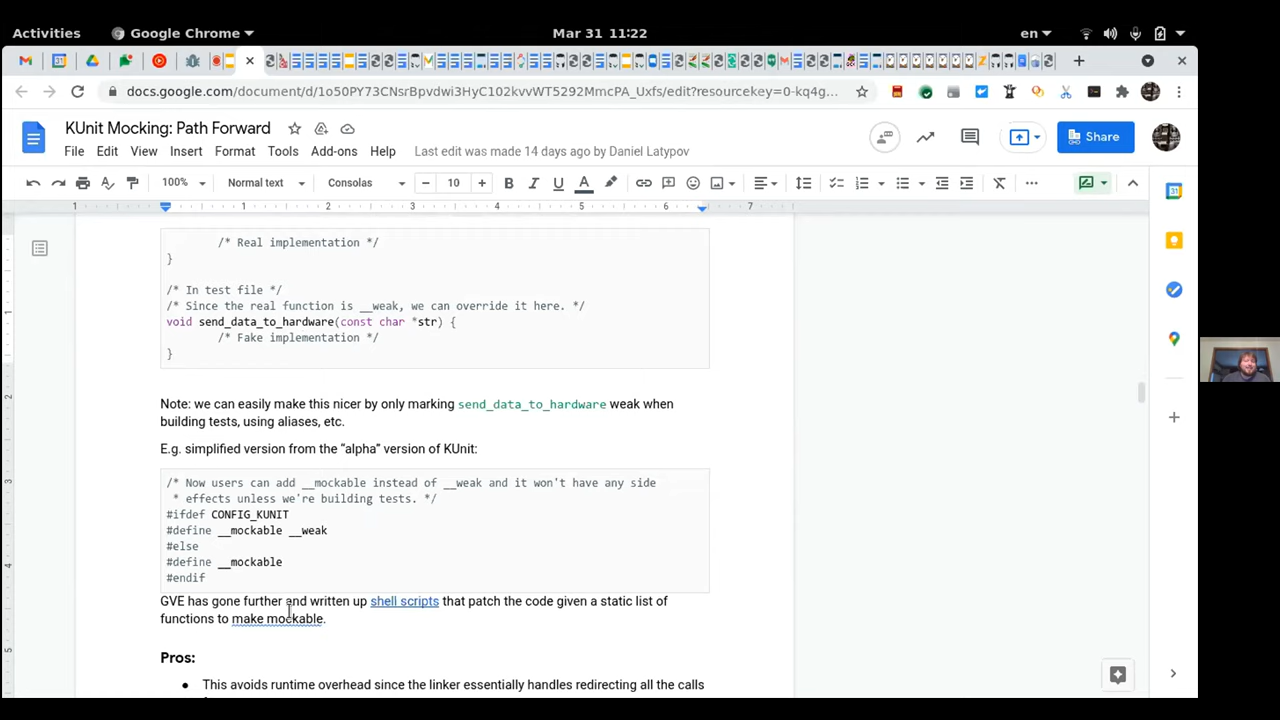 Activities
Google Chrome
Mar 31 11:22
en
docs.google.com/document/d/1o50PY73CNsrBpvdwi3HyC102kvvWT5292MmcPA_Uxfs/edit?resourcekey=0-kq4g...
KUnit Mocking: Path Forward
File Edit View Insert Format Tools Add-ons Help Last edit was made 14 days ago by Daniel Latypov
Share
100% Normal text Consolas 10
1 1 2 3 4 5 6 7
/* Real implementation */
}
/* In test file */
/* Since the real function is __weak, we can override it here. */
void send_data_to_hardware(const char *str) {
/* Fake implementation */
}
Note: we can easily make this nicer by only marking send_data_to_hardware weak when
building tests, using aliases, etc.
E.g. simplified version from the “alpha” version of KUnit:
/* Now users can add __mockable instead of __weak and it won't have any side
* effects unless we're building tests. */
#ifdef CONFIG_KUNIT
#define __mockable __weak
#else
#define __mockable
#endif
GVE has gone further and written up shell scripts that patch the code given a static list of
functions to make mockable.
Pros:
● This avoids runtime overhead since the linker essentially handles redirecting all the calls